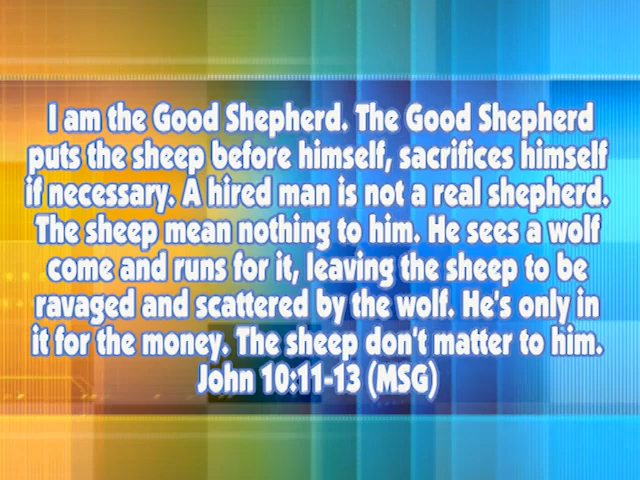 I am the Good Shepherd. The Good Shepherd
puts the sheep before himself, sacrifices himself
if necessary. A hired man is not a real shepherd.
The sheep mean nothing to him. He sees a wolf
come and runs for it, leaving the sheep to be
ravaged and scattered by the wolf. He's only in
it for the money. The sheep don't matter to him.
John 10:11-13 (MSG)